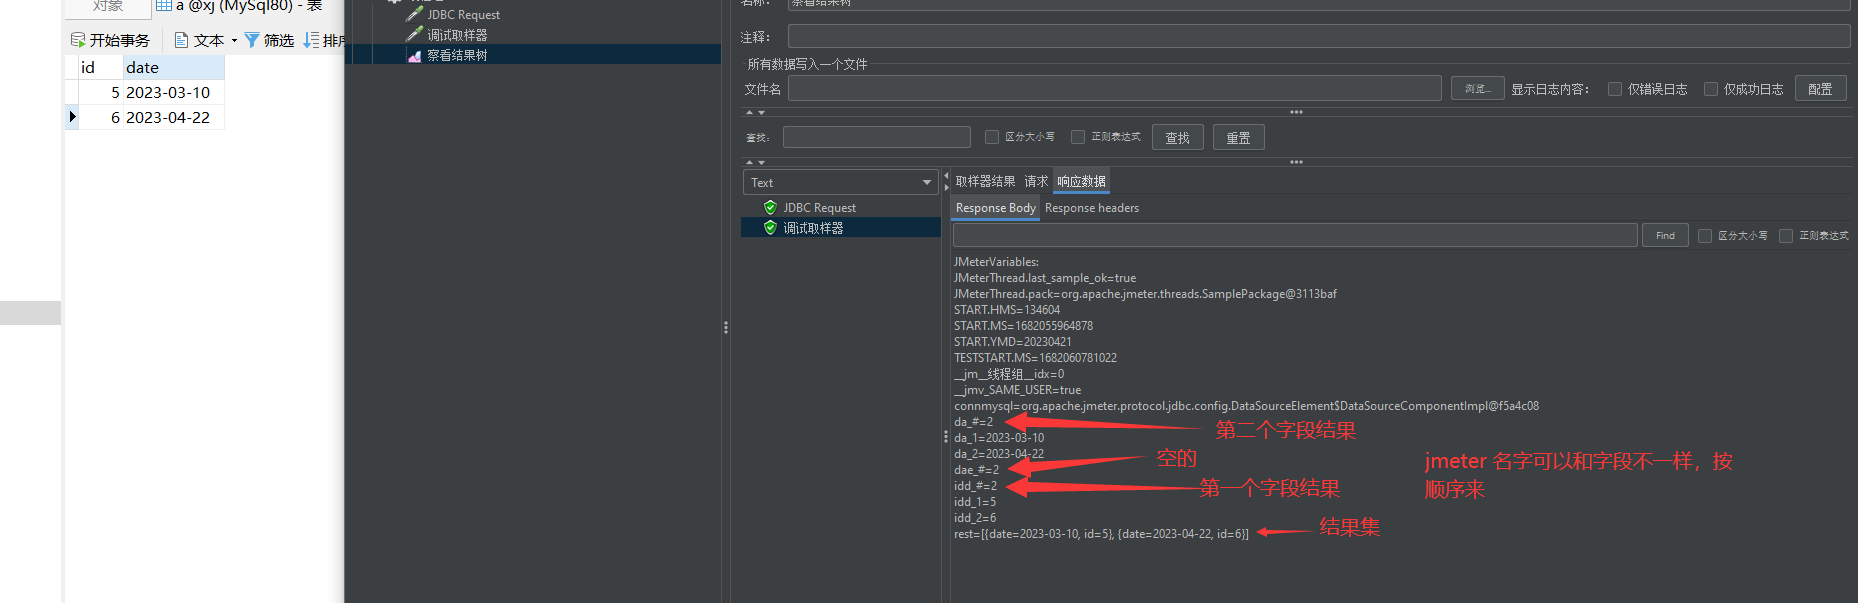 对象
a @xj (MySql80) - 表
开始事务
文本
筛选
排序
id
date
5 2023-03-10
6 2023-04-22
JDBC Request
调试取样器
察看结果树
名称：
察看结果树
注释：
所有数据写入一个文件
文件名
浏览...
显示日志内容：
仅错误日志
仅成功日志
配置
查找:
区分大小写
正则表达式
查找
重置
Text
JDBC Request
调试取样器
取样器结果
请求
响应数据
Response Body
Response headers
Find
区分大小写
正则表达式
JMeterVariables:
JMeterThread.last_sample_ok=true
JMeterThread.pack=org.apache.jmeter.threads.SamplePackage@3113baf
START.HMS=134604
START.MS=1682055964878
START.YMD=20230421
TESTSTART.MS=1682060781022
__jm__线程组__idx=0
__jmv_SAME_USER=true
connmysql=org.apache.jmeter.protocol.jdbc.config.DataSourceElement$DataSourceComponentImpl@f5a4c08
da_#=2
第二个字段结果
da_1=2023-03-10
da_2=2023-04-22
空的
dae_#=2
idd_#=2
第一个字段结果
idd_1=5
idd_2=6
rest=[{date=2023-03-10, id=5}, {date=2023-04-22, id=6}]
结果集
jmeter 名字可以和字段不一样，按
顺序来